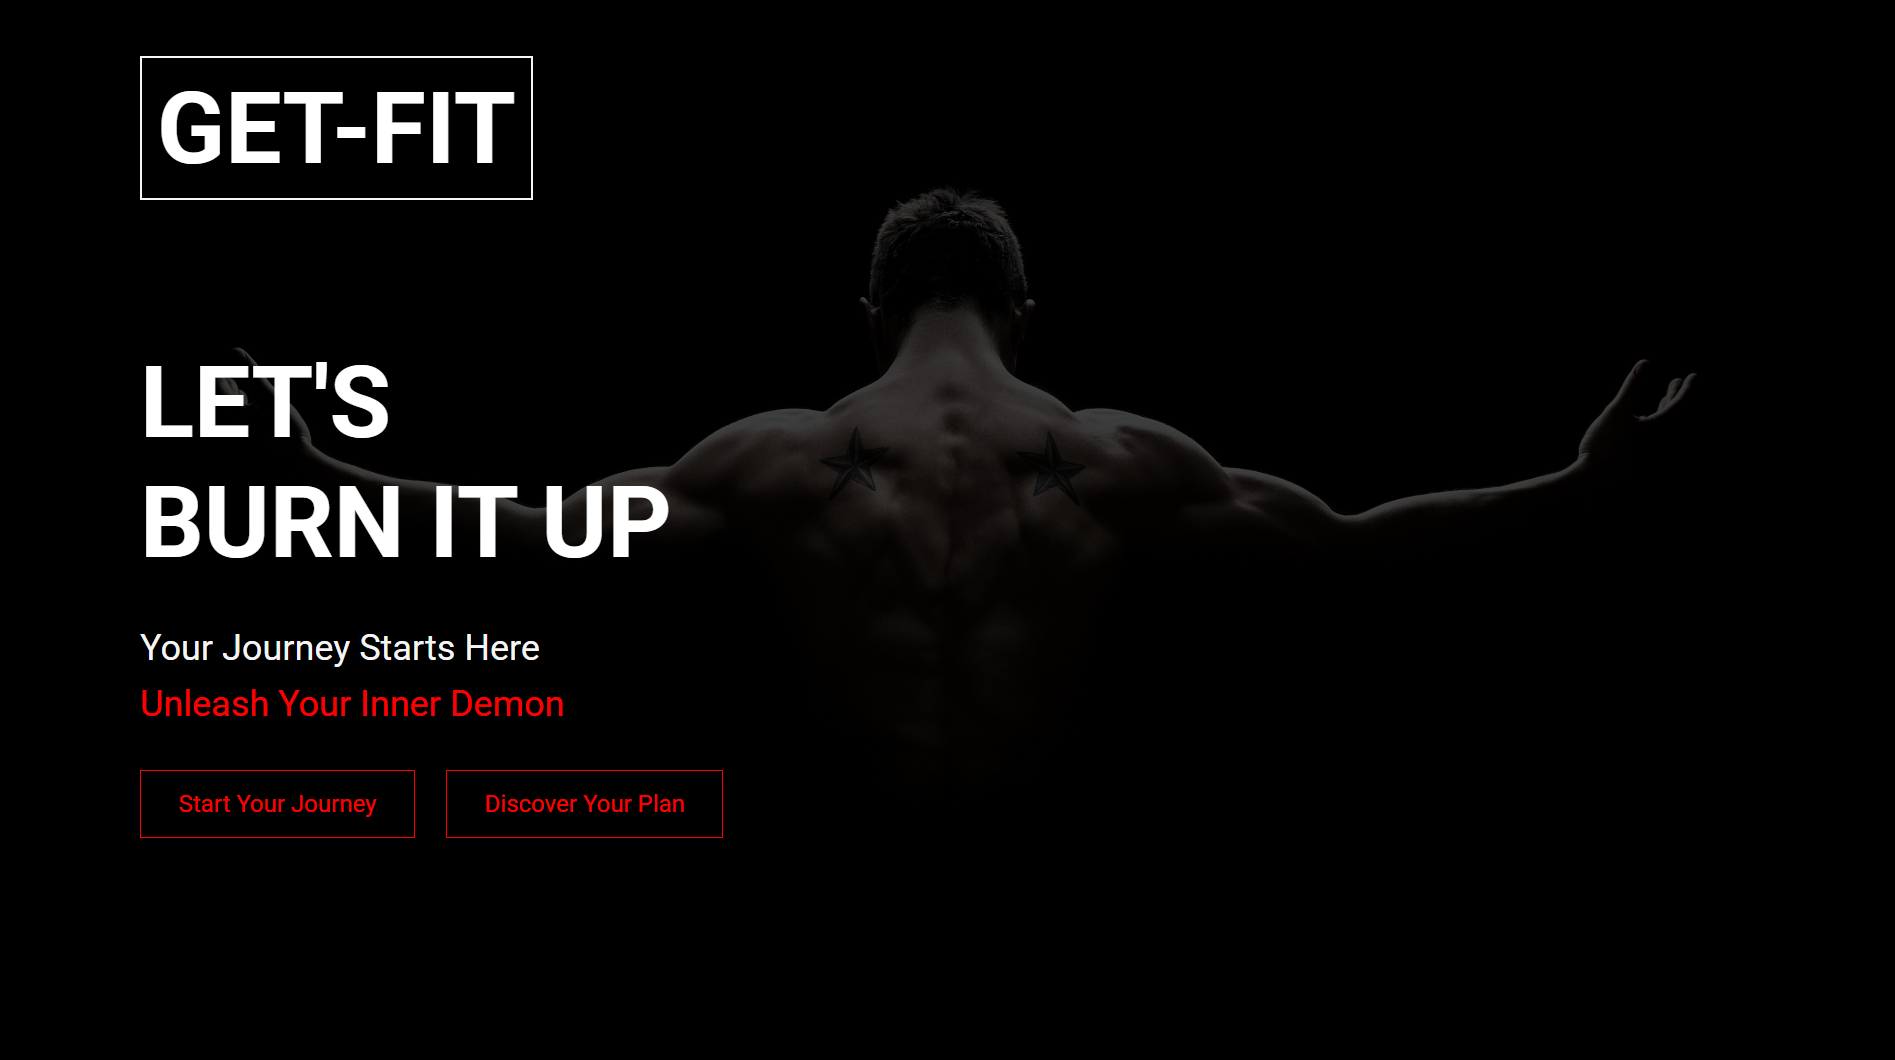 GET-FIT
LET'S
BURN IT UP
Your Journey Starts Here
Unleash Your Inner Demon
Start Your Journey
Discover Your Plan